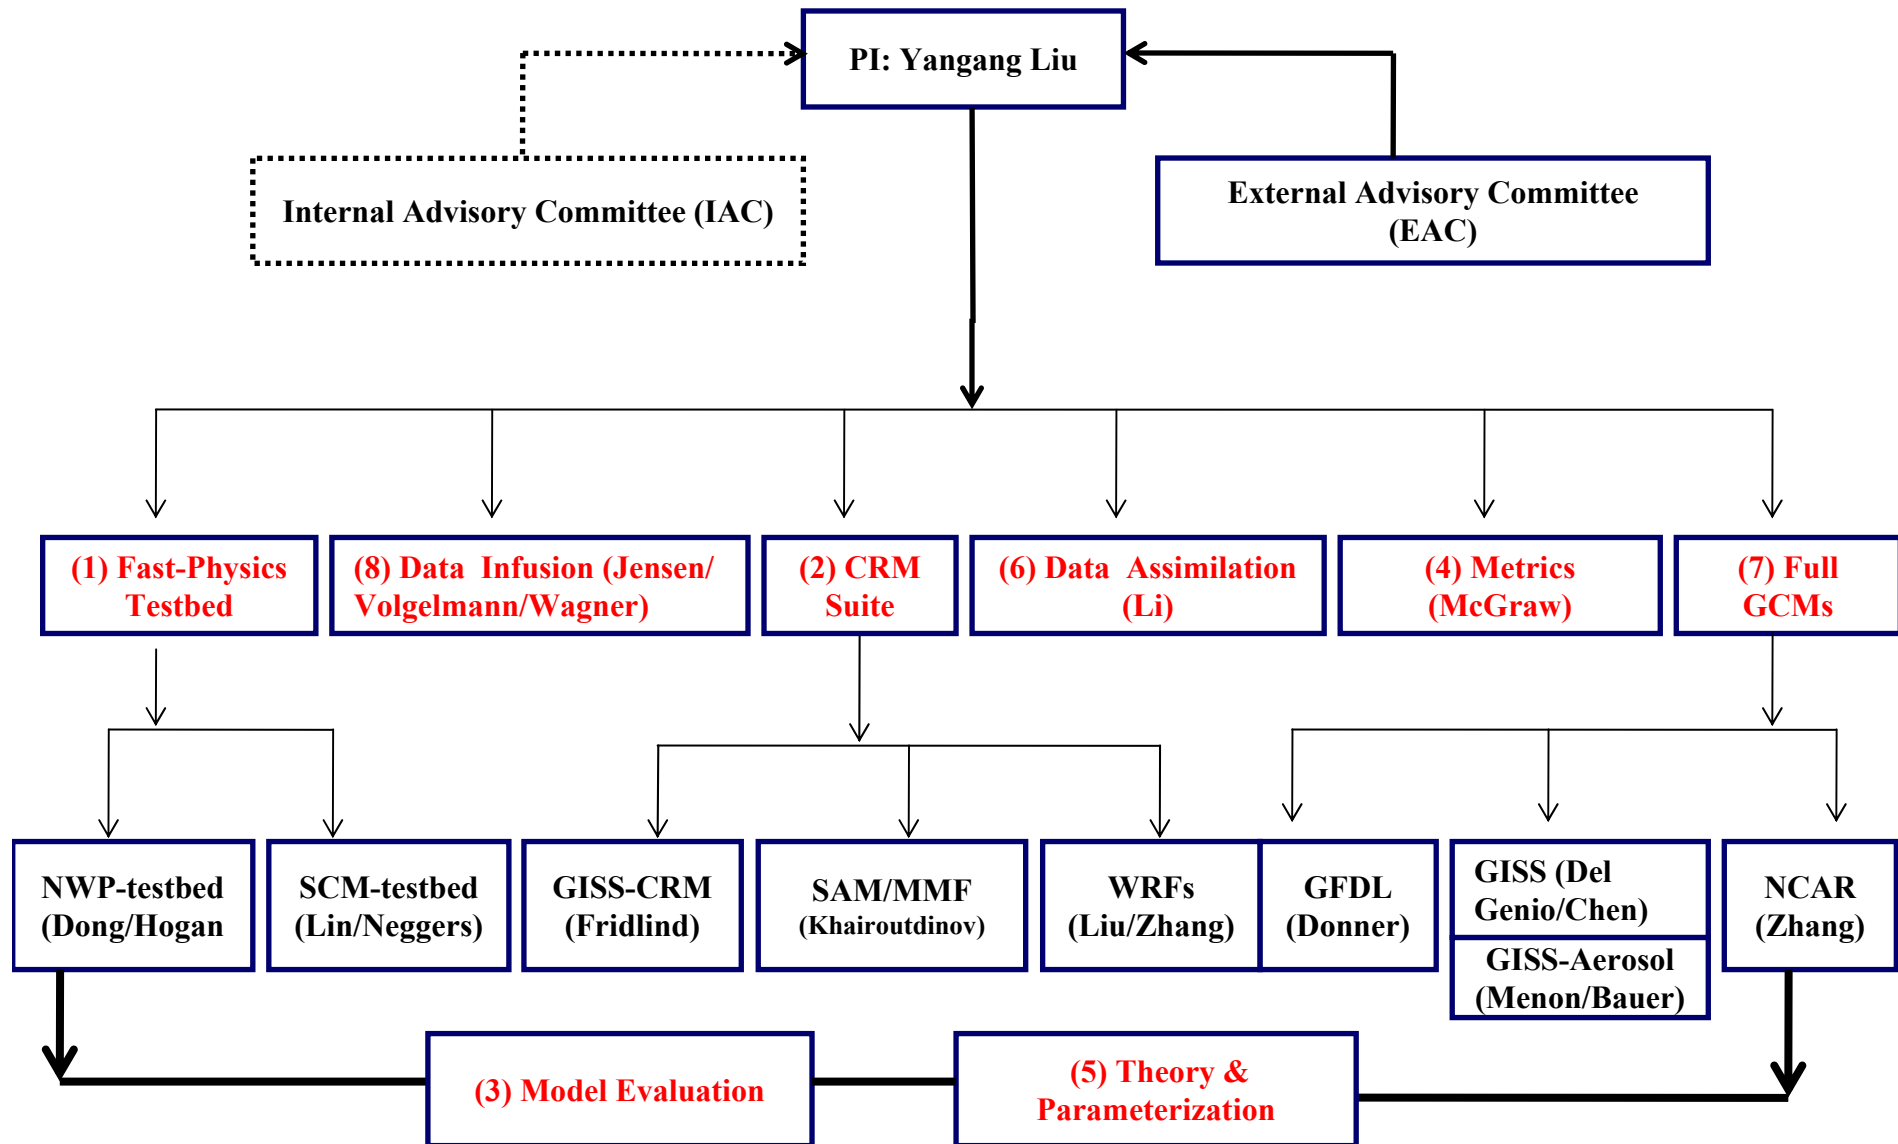 PI: Yangang Liu
Internal Advisory Committee (IAC)
External Advisory Committee
(EAC)
(1) Fast-Physics
Testbed
(8) Data Infusion (Jensen/
Volgelmann/Wagner)
(2) CRM
Suite
(6) Data Assimilation
(Li)
(4) Metrics
(McGraw)
(7) Full
GCMs
NWP-testbed
(Dong/Hogan
SCM-testbed
(Lin/Neggers)
GISS-CRM
(Fridlind)
SAM/MMF
(Khairoutdinov)
WRFs
(Liu/Zhang)
GFDL
(Donner)
GISS (Del
Genio/Chen)
GISS-Aerosol
(Menon/Bauer)
NCAR
(Zhang)
(3) Model Evaluation
(5) Theory &
Parameterization